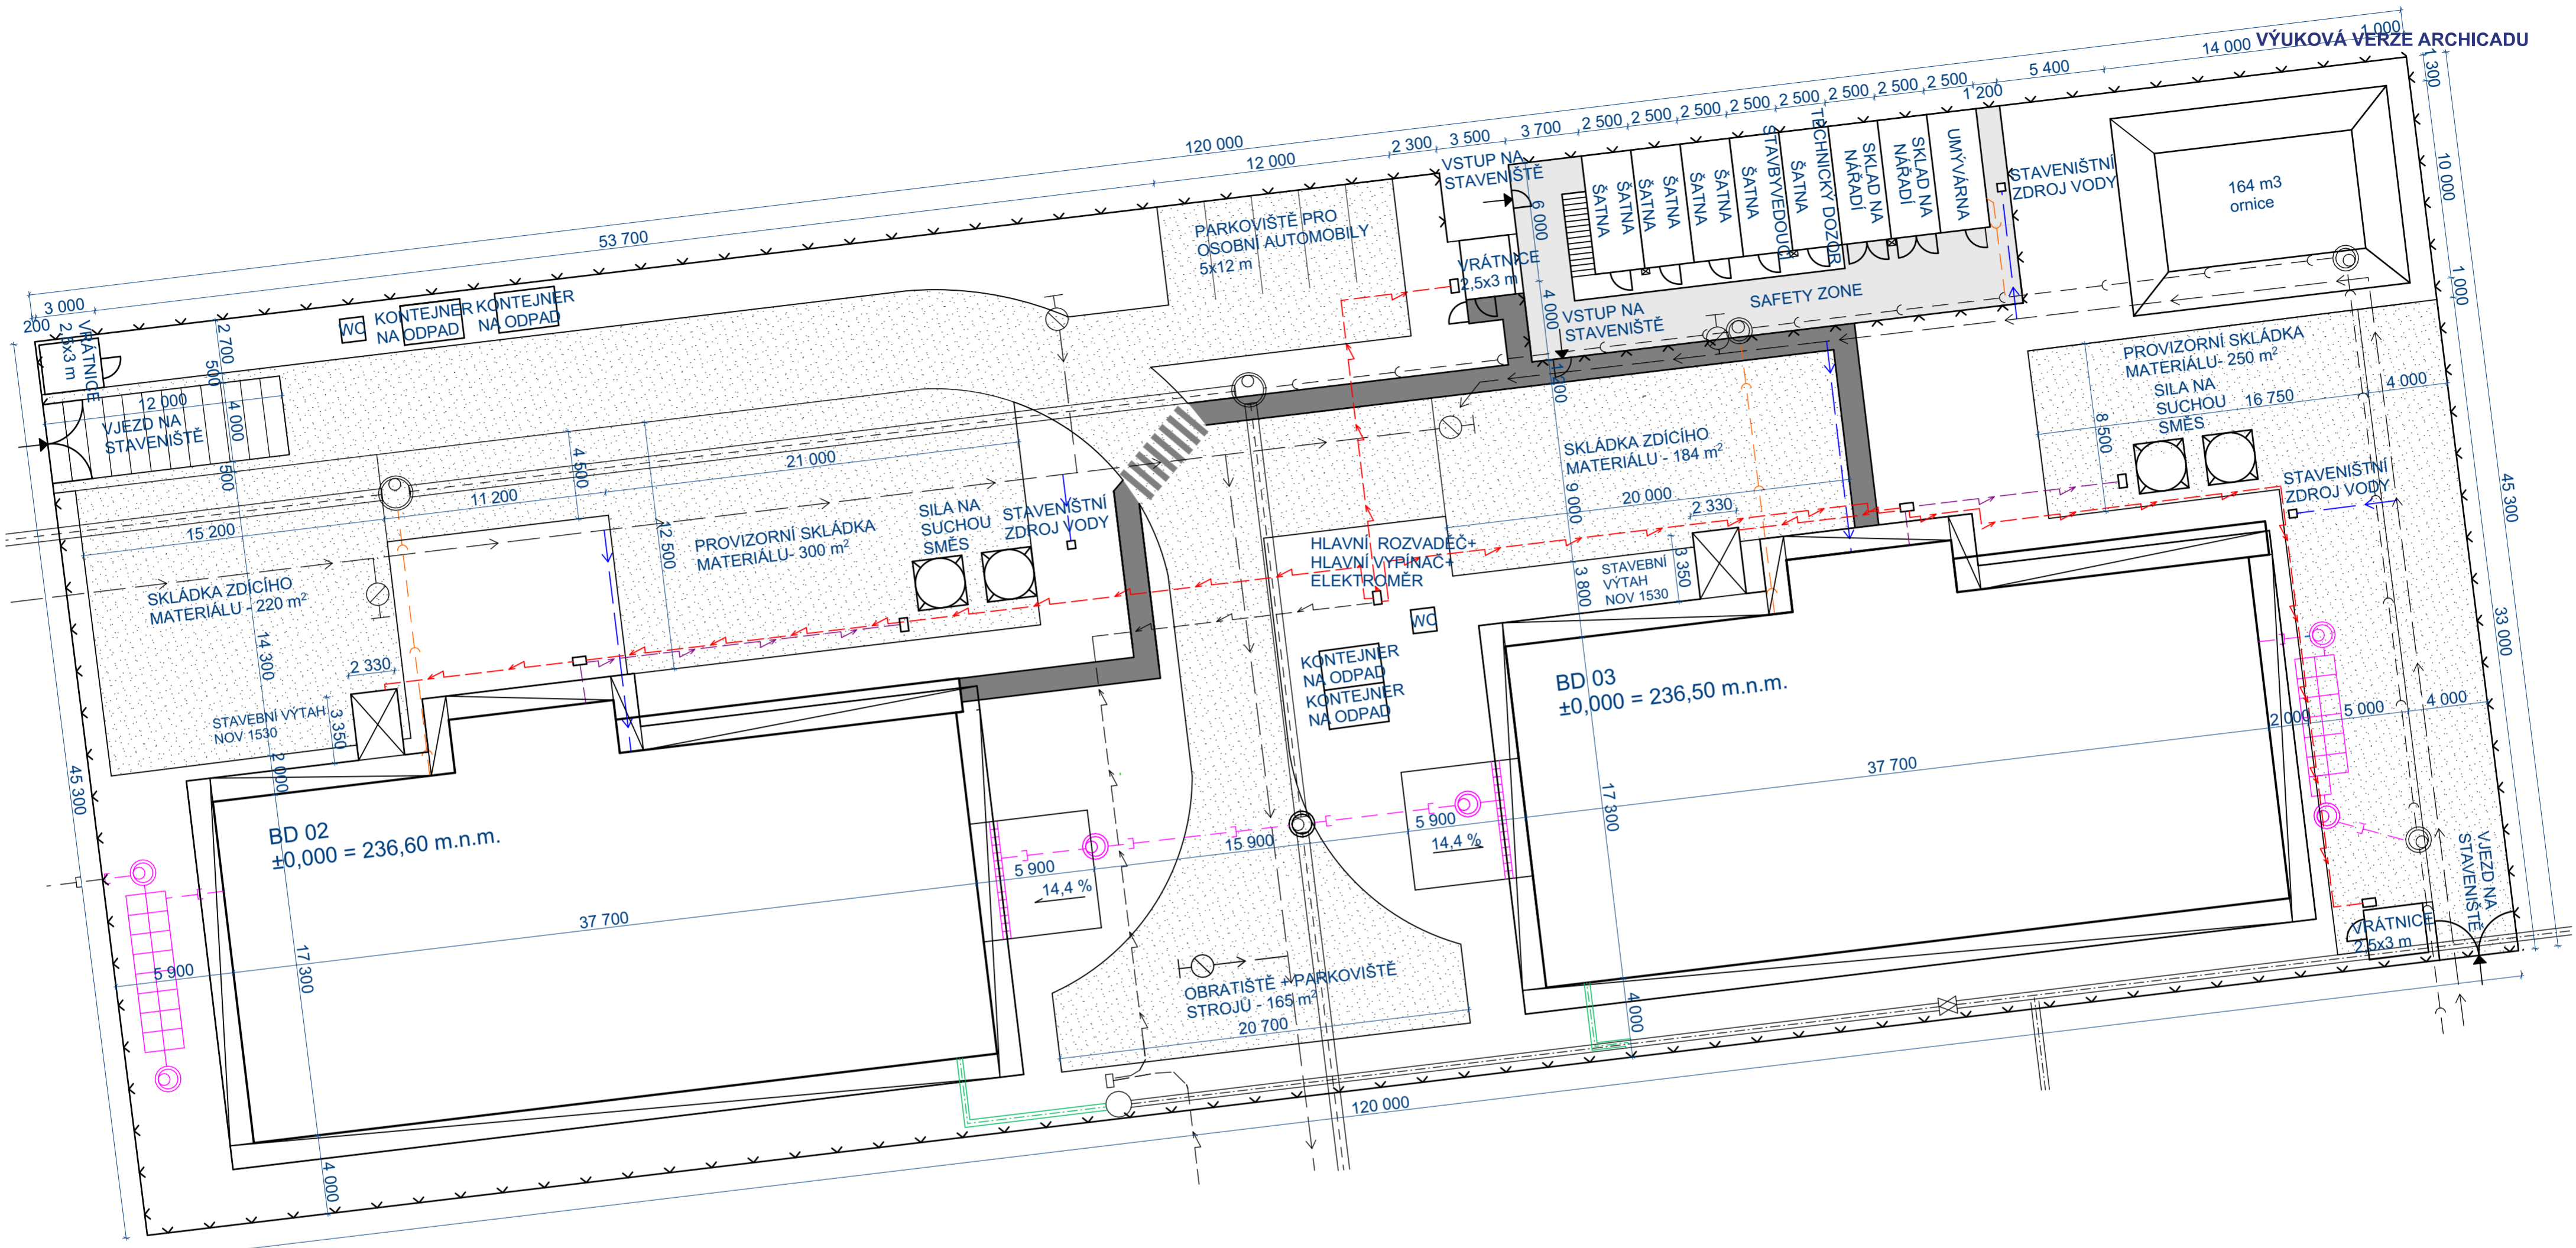 VÝUKOVÁ VERZE ARCHICADU
1 000
14 000
5 400
1 200
2 500
2 500
2 500
2 500
2 500
2 500
2 500
2 500
3 700
3 500
2 300
12 000
120 000
53 700
3 000
200
1 300
10 000
1 000
45 300
33 000
VRÁTNICE
2,5x3 m
WC
KONTEJNER
NA ODPAD
KONTEJNER
NA ODPAD
2 700
500
4 000
500
12 000
VJEZD NA
STAVENIŠTĚ
PARKOVIŠTĚ PRO
OSOBNÍ AUTOMOBILY
5x12 m
VSTUP NA
STAVENIŠTĚ
VRÁTNICE
2,5x3 m
6 000
4 000
ŠATNA
ŠATNA
ŠATNA
ŠATNA
ŠATNA
ŠATNA
ŠATNA
STAVBYVEDOUCÍ
ŠATNA
TECHNICKÝ DOZOR
SKLAD NA
NÁŘADÍ
SKLAD NA
NÁŘADÍ
UMÝVÁRNA
STAVENIŠTNÍ
ZDROJ VODY
164 m3
ornice
VSTUP NA
STAVENIŠTĚ
SAFETY ZONE
PROVIZORNÍ SKLÁDKA
MATERIÁLU- 250 m²
SILA NA
SUCHOU
SMĚS
16 750
4 000
8 500
STAVENIŠTNÍ
ZDROJ VODY
15 200
11 200
4 500
21 000
12 500
SKLÁDKA ZDÍCÍHO
MATERIÁLU - 220 m²
PROVIZORNÍ SKLÁDKA
MATERIÁLU- 300 m²
SILA NA
SUCHOU
SMĚS
STAVENIŠTNÍ
ZDROJ VODY
SKLÁDKA ZDÍCÍHO
MATERIÁLU - 184 m²
9 000
20 000
2 330
HLAVNÍ ROZVADĚČ+
HLAVNÍ VYPÍNAČ+
ELEKTROMĚR
STAVEBNÍ
VÝTAH
NOV 1530
3 350
3 800
WC
KONTEJNER
NA ODPAD
KONTEJNER
NA ODPAD
14 300
2 330
STAVEBNÍ VÝTAH
NOV 1530
3 350
2 000
45 300
BD 02
±0,000 = 236,60 m.n.m.
BD 03
±0,000 = 236,50 m.n.m.
2 000
5 000
4 000
37 700
17 300
5 900
14,4 %
15 900
5 900
14,4 %
37 700
5 900
17 300
OBRATIŠTĚ + PARKOVIŠTĚ
STROJŮ - 165 m²
20 700
4 000
VRÁTNICE
2,5x3 m
VJEZD NA
STAVENIŠTĚ
120 000
4 000